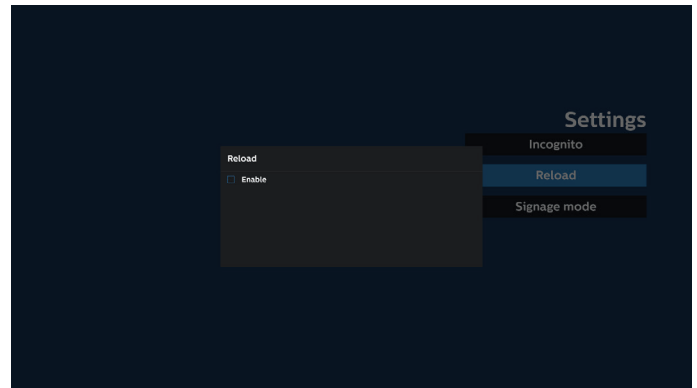 Settings
Incognito
Reload
Signage mode
Reload
Enable